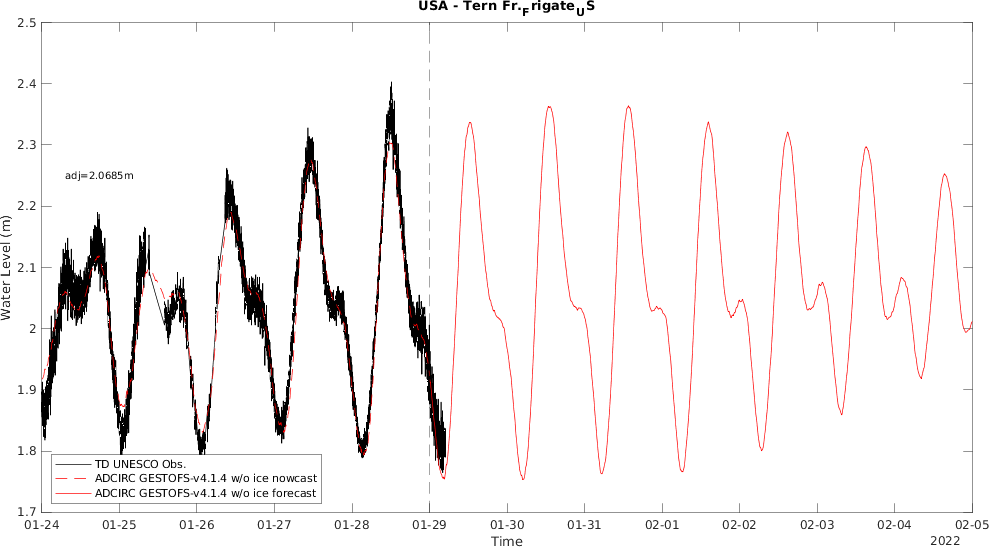 USA - Tern Fr.FrigateUS
2.5
2.4
2.3
adj=2.0685m
2.2
2.1
Water Level (m)
2
1.9
1.8
TD UNESCO Obs.
ADCIRC GESTOFS-v4.1.4 w/o ice nowcast
ADCIRC GESTOFS-v4.1.4 w/o ice forecast
1.7
01-24 01-25 01-26 01-27 01-28 01-29 01-30 01-31 02-01 02-02 02-03 02-04 02-05
Time
2022